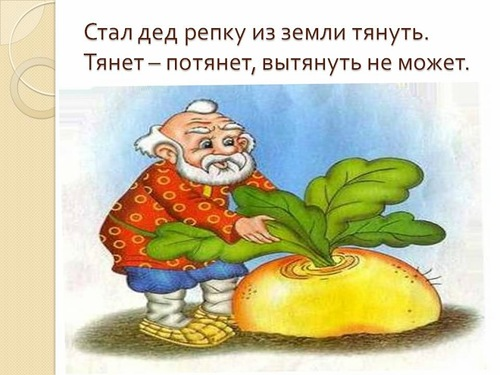 Стал дед репку из земли тянуть.
Тянет – потянет, вытянуть не может.